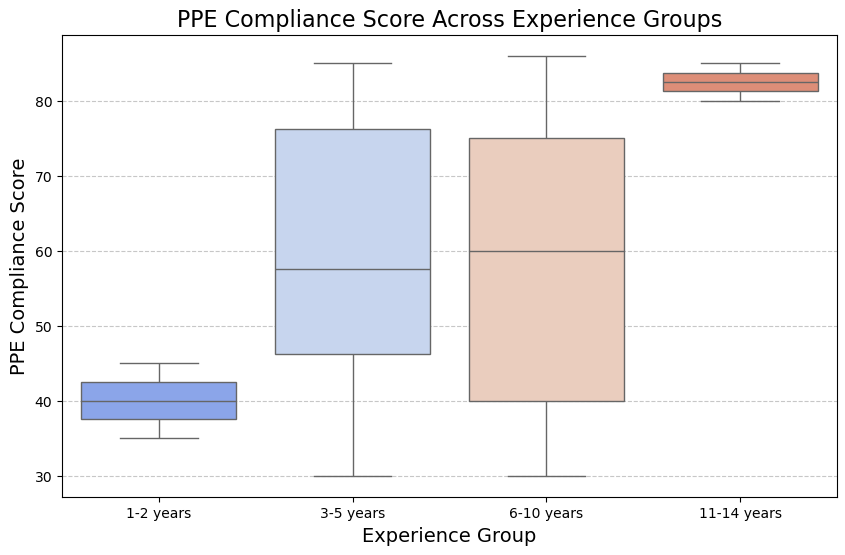 PPE Compliance Score Across Experience Groups
PPE Compliance Score
80
70
60
50
40
30
1-2 years
3-5 years
6-10 years
11-14 years
Experience Group